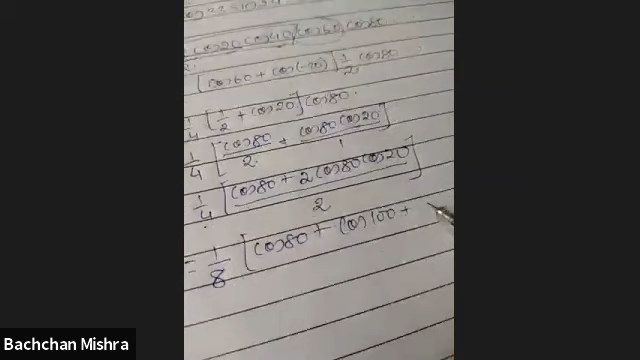 cos20 cos40 cos60 cos80
[cos60 + cos(-20)] 1/2 cos80
1/4 [1/2 + cos20] cos80.
1/4 [cos80/2 + cos80 cos20/1]
1/4 [cos80 + 2cos80 cos20/2]
= 1/8 [cos80 + cos100 +
Bachchan Mishra